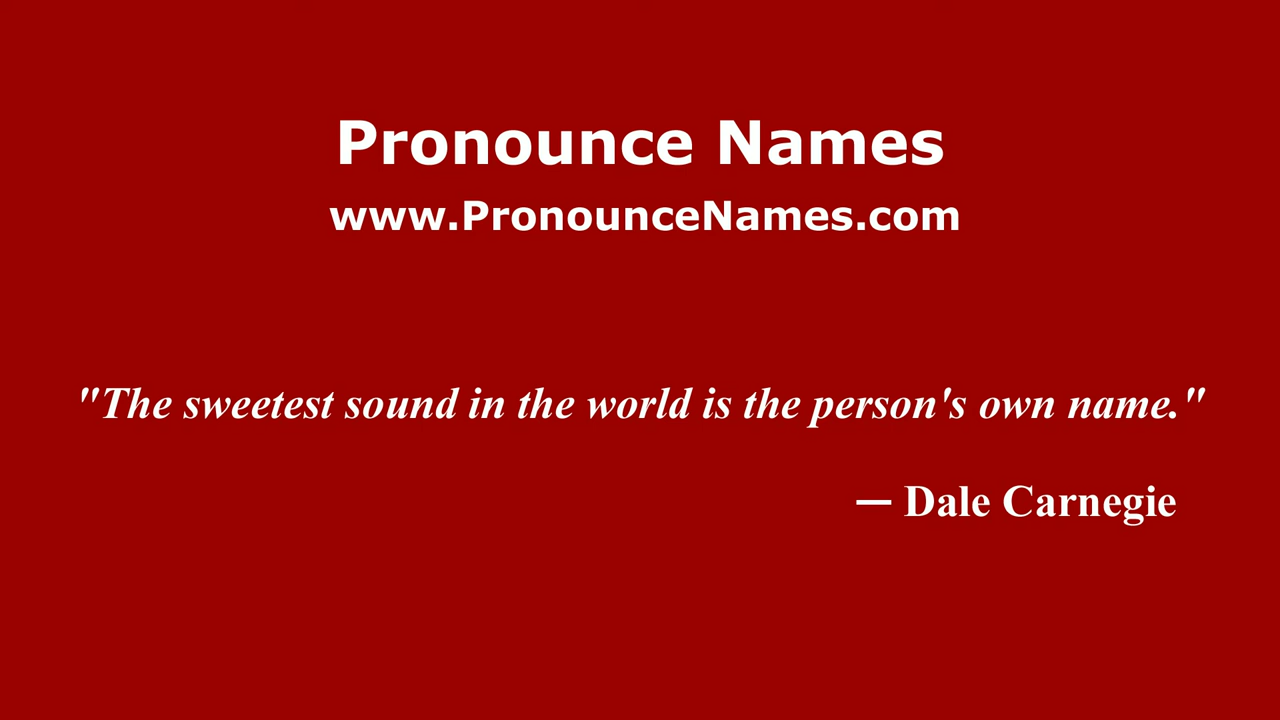 Pronounce Names
www.PronounceNames.com
"The sweetest sound in the world is the person's own name."
— Dale Carnegie